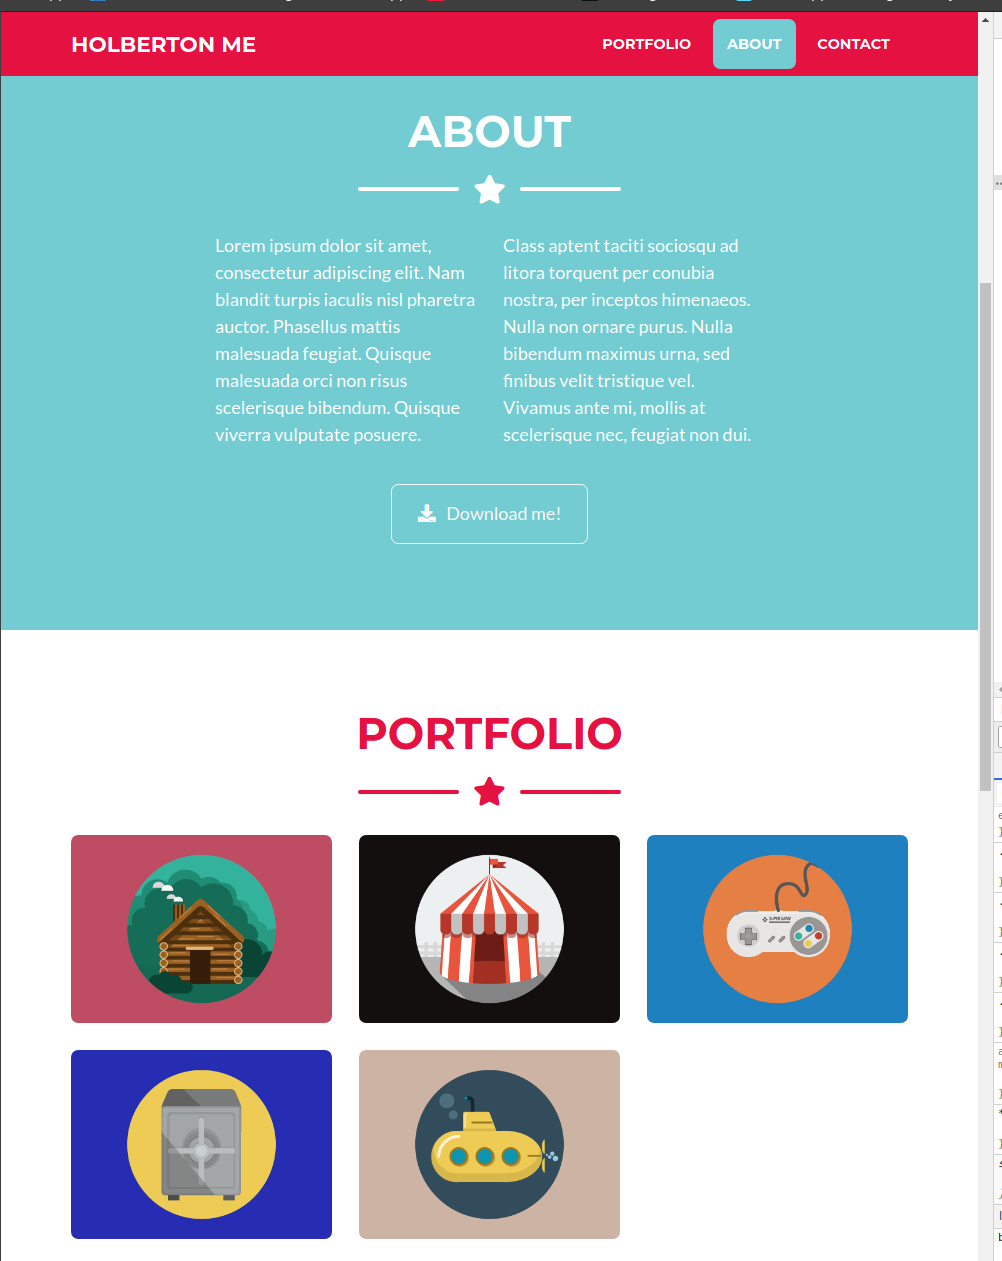 HOLBERTON ME
PORTFOLIO ABOUT CONTACT
ABOUT
Lorem ipsum dolor sit amet,
consectetur adipiscing elit. Nam
blandit turpis iaculis nisl pharetra
auctor. Phasellus mattis
malesuada feugiat. Quisque
malesuada orci non risus
scelerisque bibendum. Quisque
viverra vulputate posuere.
Class aptent taciti sociosqu ad
litora torquent per conubia
nostra, per inceptos himenaeos.
Nulla non ornare purus. Nulla
bibendum maximus urna, sed
finibus velit tristique vel.
Vivamus ante mi, mollis at
scelerisque nec, feugiat non dui.
Download me!
PORTFOLIO
SUPER GAME